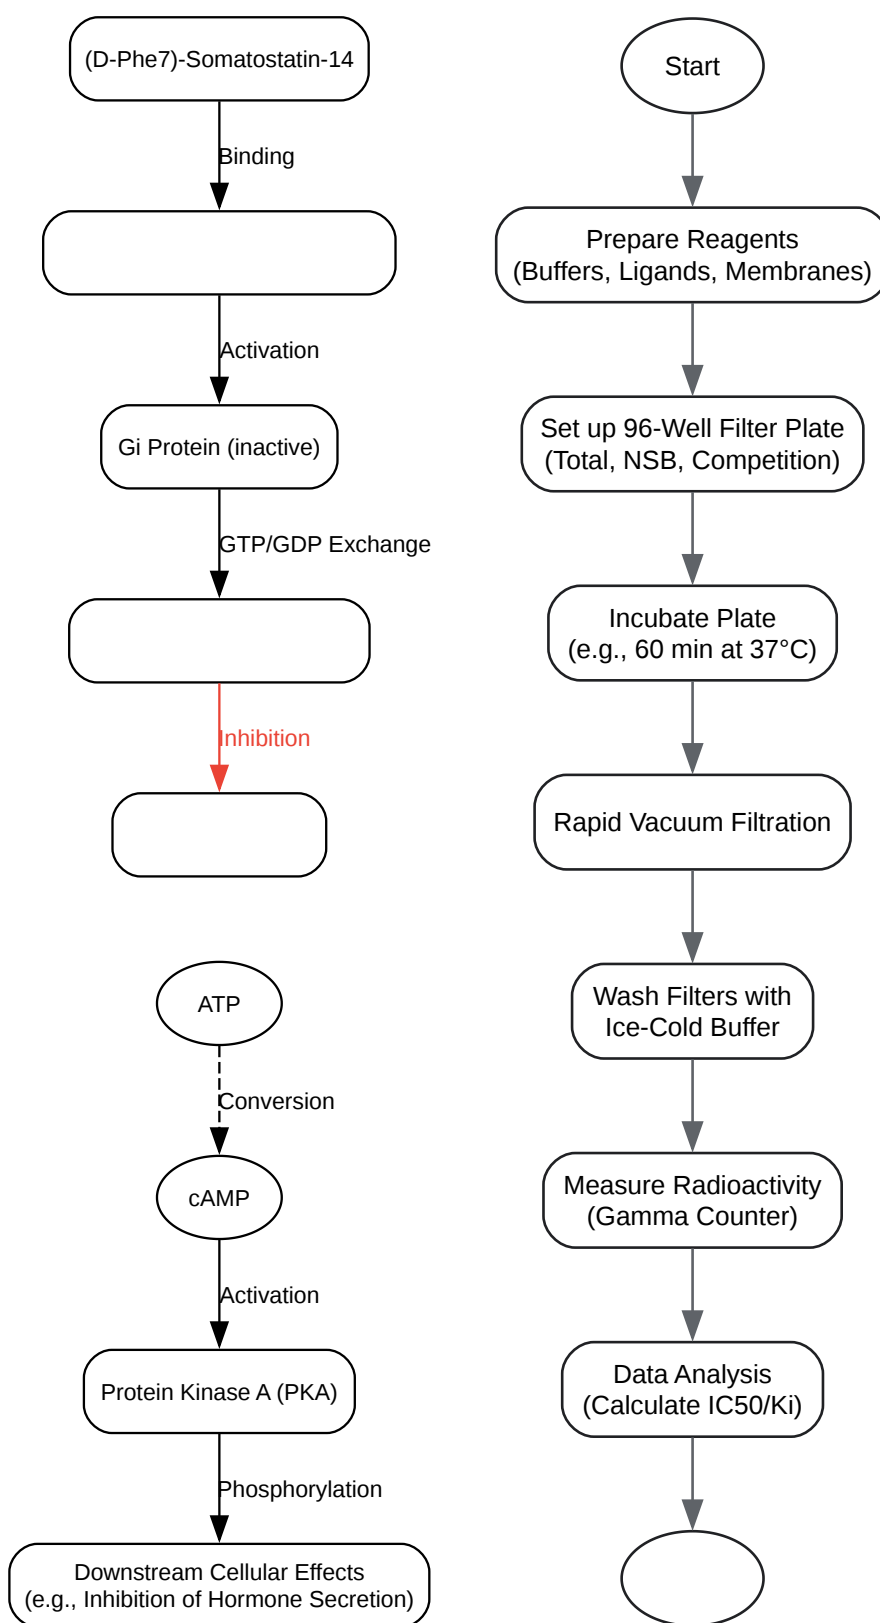 (D-Phe7)-Somatostatin-14
Binding
Activation
Gi Protein (inactive)
GTP/GDP Exchange
Inhibition
ATP
Conversion
cAMP
Activation
Protein Kinase A (PKA)
Phosphorylation
Downstream Cellular Effects
(e.g., Inhibition of Hormone Secretion)
Start
Prepare Reagents
(Buffers, Ligands, Membranes)
Set up 96-Well Filter Plate
(Total, NSB, Competition)
Incubate Plate
(e.g., 60 min at 37°C)
Rapid Vacuum Filtration
Wash Filters with
Ice-Cold Buffer
Measure Radioactivity
(Gamma Counter)
Data Analysis
(Calculate IC50/Ki)